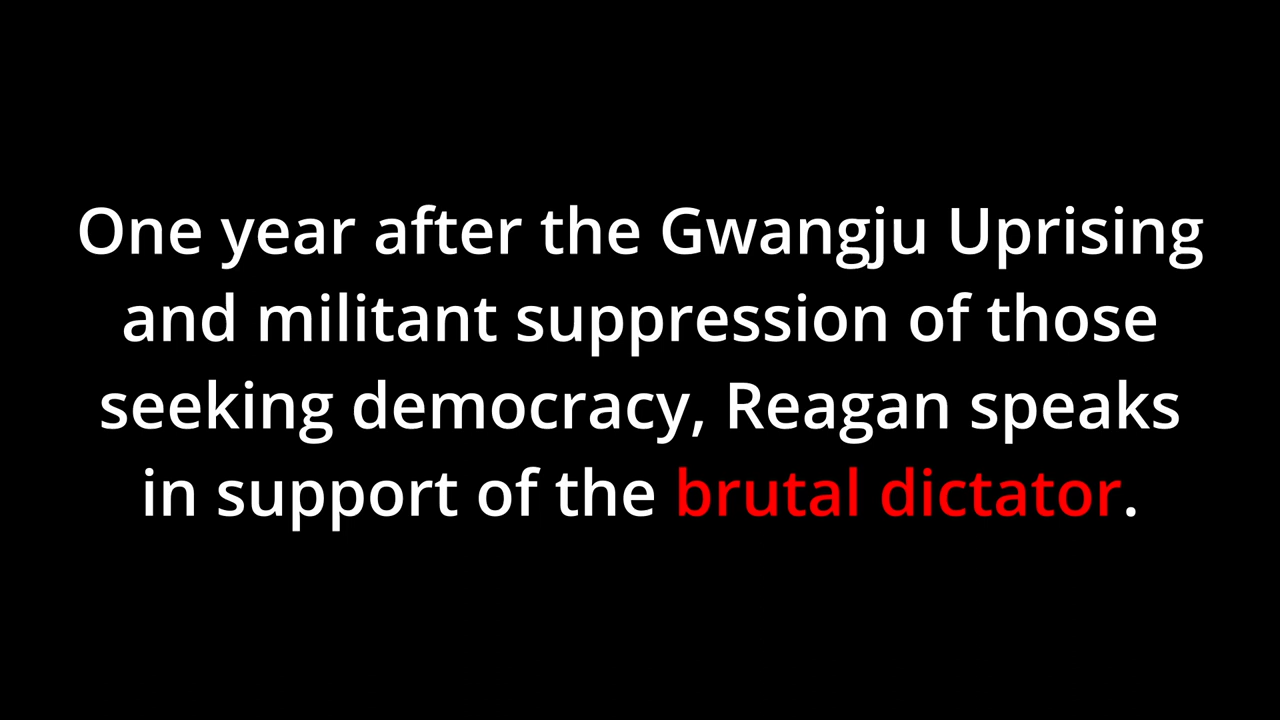 One year after the Gwangju Uprising
and militant suppression of those
seeking democracy, Reagan speaks
in support of the brutal dictator.